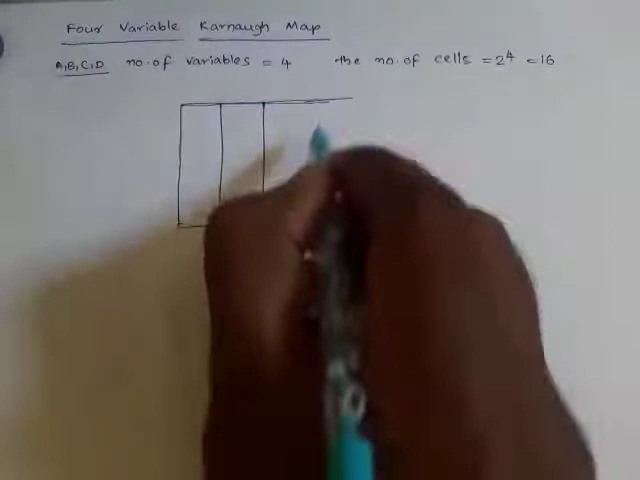 Four Variable Karnaugh Map
A,B,C,D no. of variables = 4 the no. of cells = 2⁴ = 16